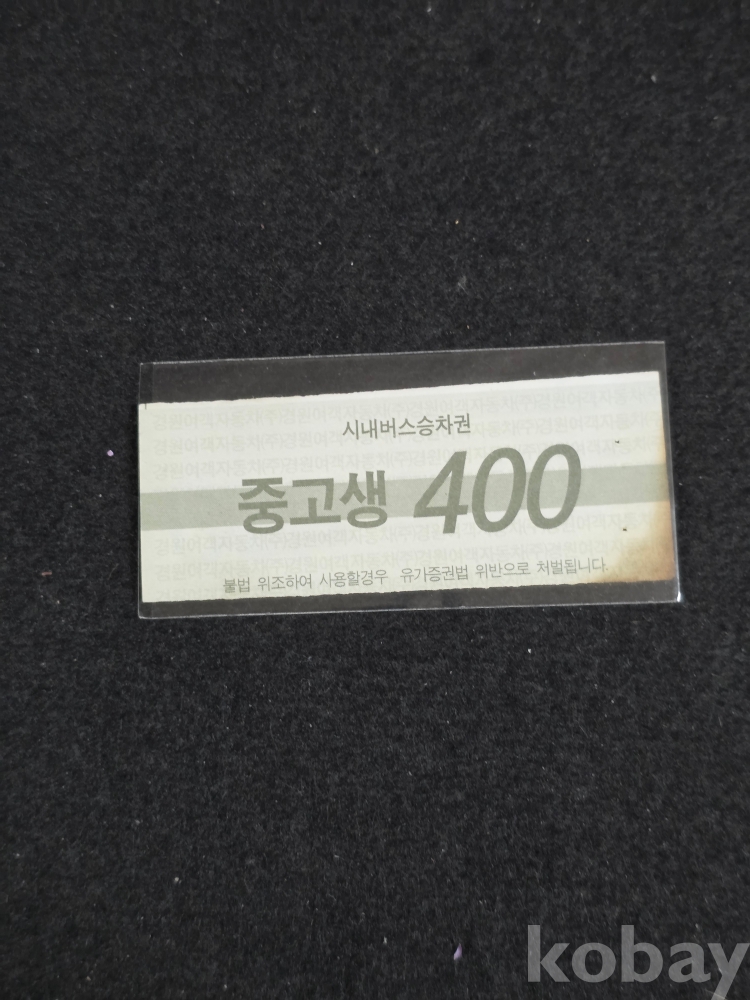 시내버스승차권
중고생 400
불법 위조하여 사용할경우 유가증권법 위반으로 처벌됩니다.
kobay